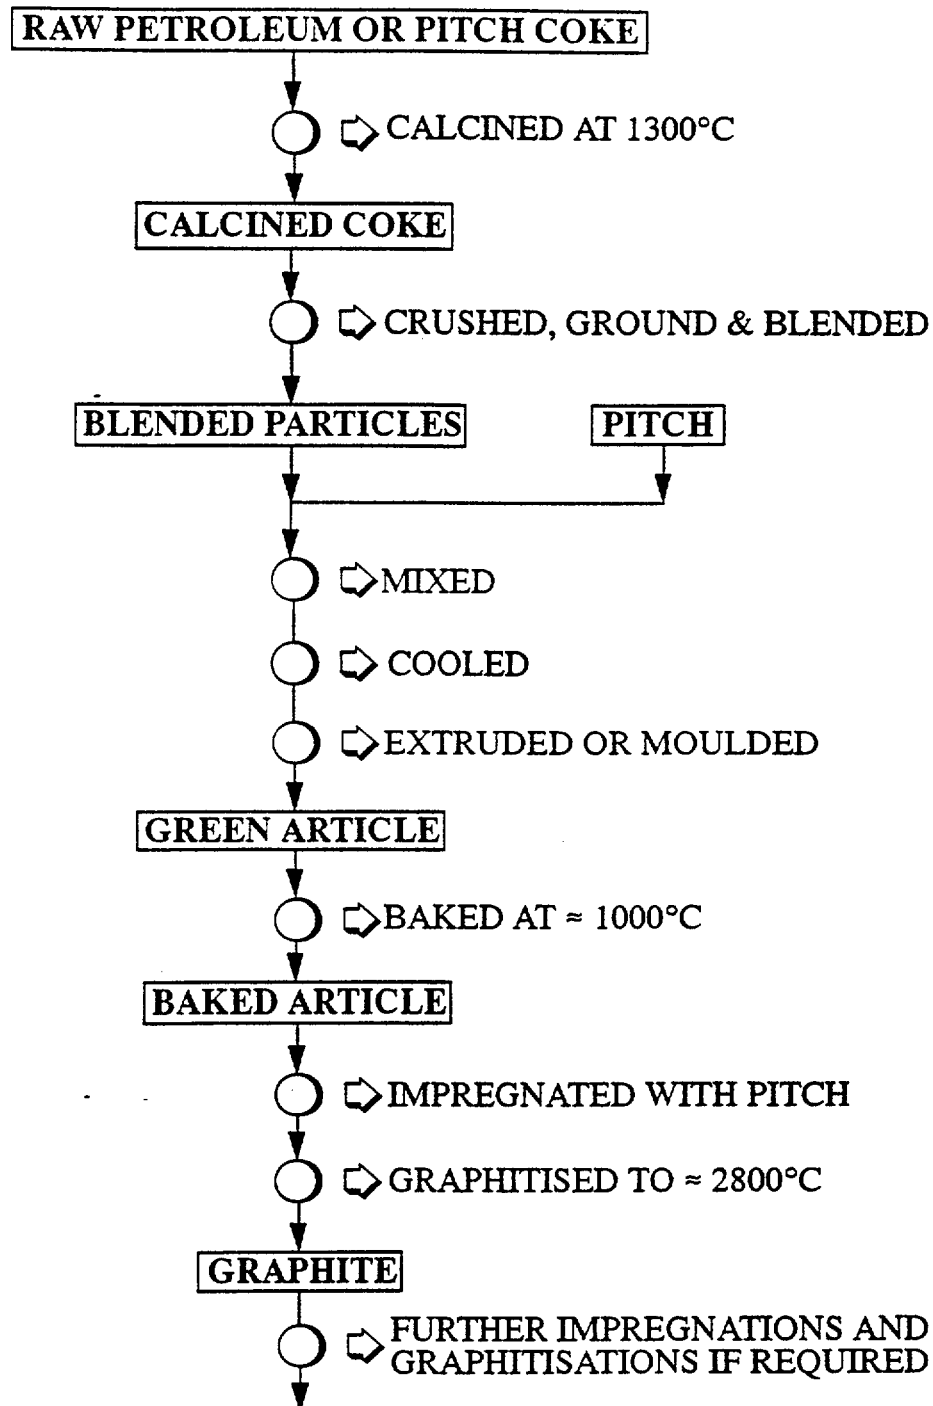 RAW PETROLEUM OR PITCH COKE
CALCINED AT 1300°C
CALCINED COKE
CRUSHED, GROUND & BLENDED
BLENDED PARTICLES
PITCH
MIXED
COOLED
EXTRUDED OR MOULDED
GREEN ARTICLE
BAKED AT ≈ 1000°C
BAKED ARTICLE
IMPREGNATED WITH PITCH
GRAPHITISED TO ≈ 2800°C
GRAPHITE
FURTHER IMPREGNATIONS AND
GRAPHITISATIONS IF REQUIRED